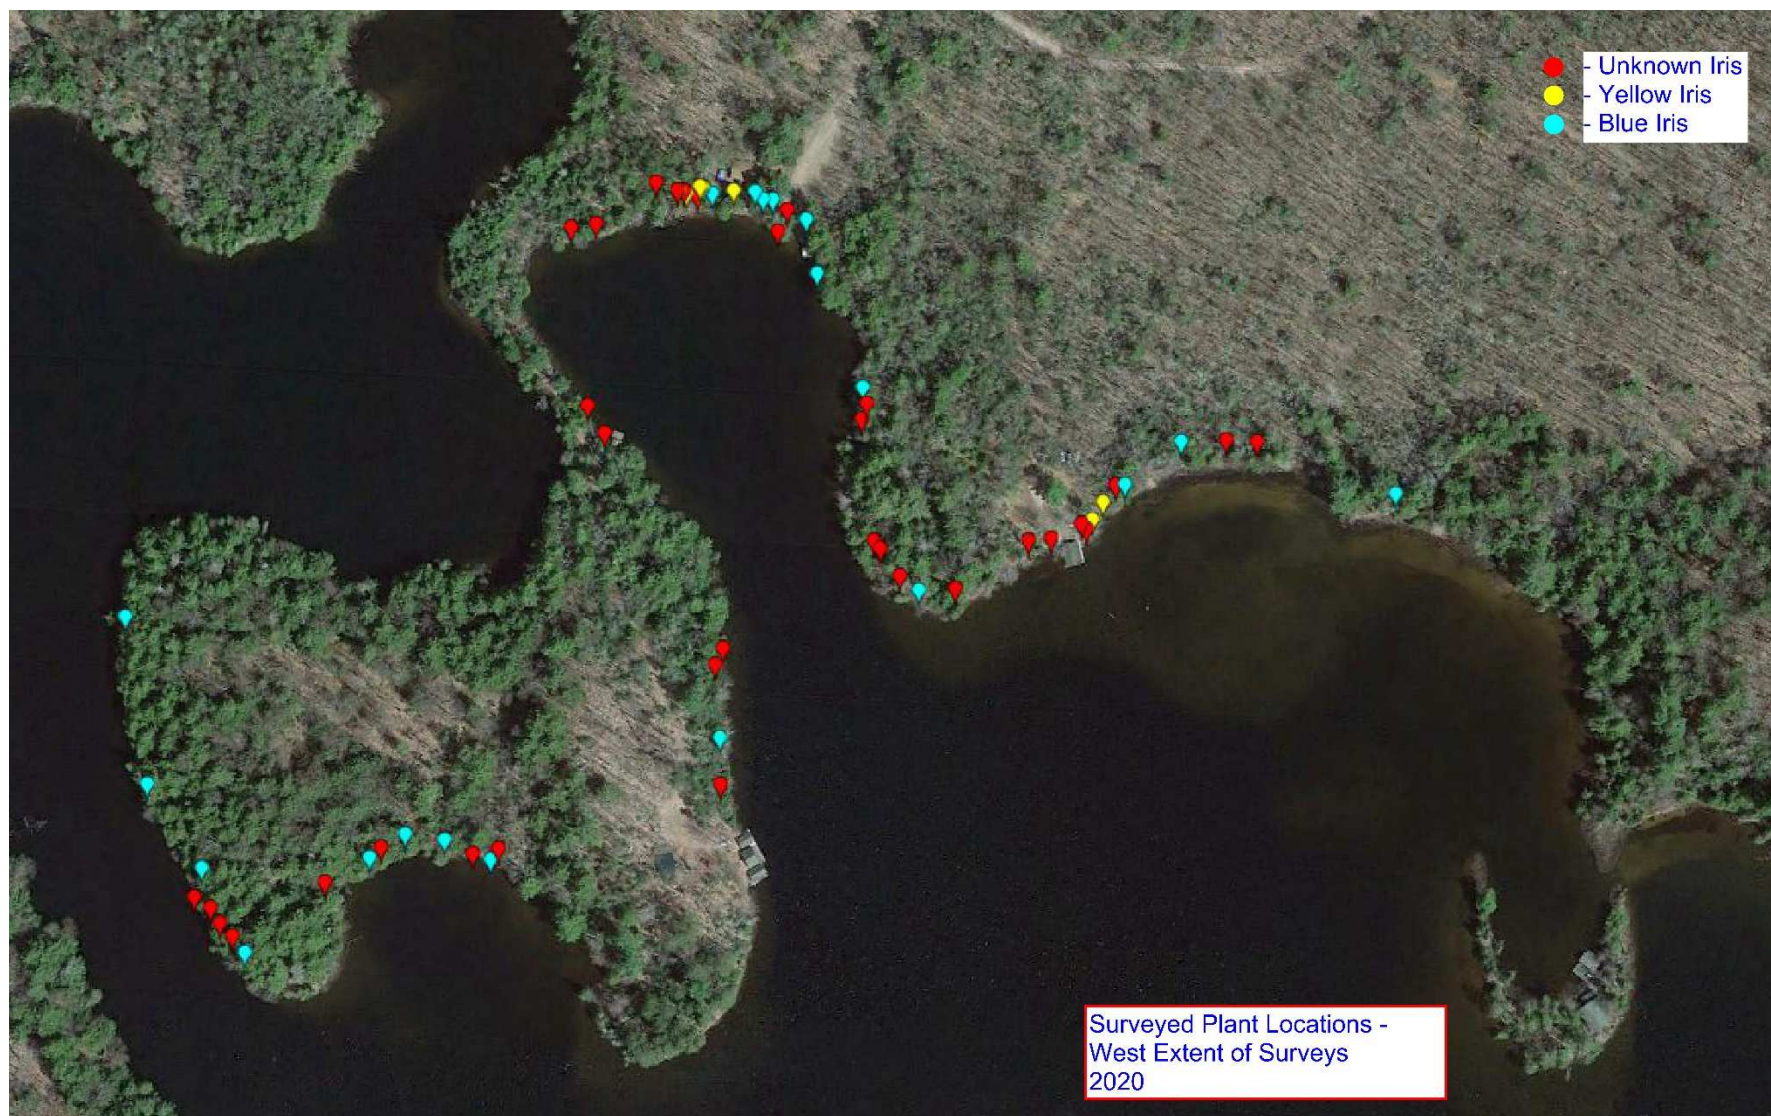 - Unknown Iris
- Yellow Iris
- Blue Iris
Surveyed Plant Locations -
West Extent of Surveys
2020